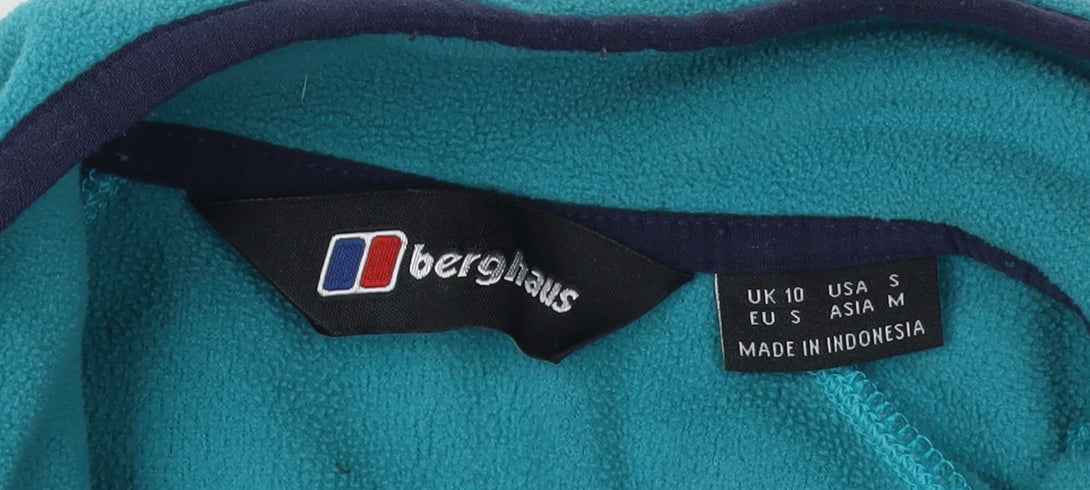 berghaus
UK 10 USA S
EU S ASIA M
MADE IN INDONESIA